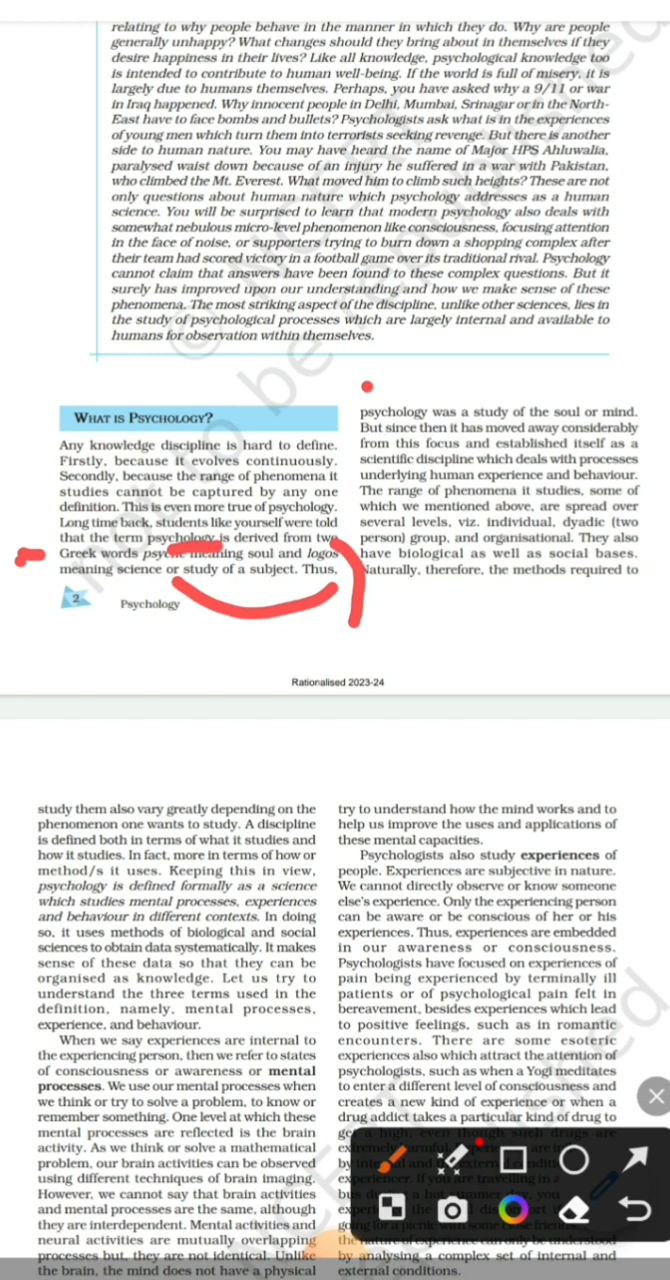 relating to why people behave in the manner in which they do. Why are people
generally unhappy? What changes should they bring about in themselves if they
desire happiness in their lives? Like all knowledge, psychological knowledge too
is intended to contribute to human well-being. If the world is full of misery, it is
largely due to humans themselves. Perhaps, you have asked why a 9/11 or war
in Iraq happened. Why innocent people in Delhi, Mumbai, Srinagar or in the North-
East have to face bombs and bullets? Psychologists ask what is in the experiences
of young men which turn them into terrorists seeking revenge. But there is another
side to human nature. You may have heard the name of Major HPS Ahluwalia,
paralysed waist down because of an injury he suffered in a war with Pakistan,
who climbed the Mt. Everest. What moved him to climb such heights? These are not
only questions about human nature which psychology addresses as a human
science. You will be surprised to learn that modern psychology also deals with
somewhat nebulous micro-level phenomenon like consciousness, focusing attention
in the face of noise, or supporters trying to burn down a shopping complex after
their team had scored victory in a football game over its traditional rival. Psychology
cannot claim that answers have been found to these complex questions. But it
surely has improved upon our understanding and how we make sense of these
phenomena. The most striking aspect of the discipline, unlike other sciences, lies in
the study of psychological processes which are largely internal and available to
humans for observation within themselves.
WHAT IS PSYCHOLOGY?
Any knowledge discipline is hard to define.
Firstly, because it evolves continuously.
Secondly, because the range of phenomena it
studies cannot be captured by any one
definition. This is even more true of psychology.
Long time back, students like yourself were told
that the term psychology is derived from two
Greek words psyche meaning soul and logos
meaning science or study of a subject. Thus,
psychology was a study of the soul or mind.
But since then it has moved away considerably
from this focus and established itself as a
scientific discipline which deals with processes
underlying human experience and behaviour.
The range of phenomena it studies, some of
which we mentioned above, are spread over
several levels, viz. individual, dyadic (two
person) group, and organisational. They also
have biological as well as social bases.
Naturally, therefore, the methods required to
2
Psychology
Rationalised 2023-24
study them also vary greatly depending on the
phenomenon one wants to study. A discipline
is defined both in terms of what it studies and
how it studies. In fact, more in terms of how or
method/s it uses. Keeping this in view,
psychology is defined formally as a science
which studies mental processes, experiences
and behaviour in different contexts. In doing
so, it uses methods of biological and social
sciences to obtain data systematically. It makes
sense of these data so that they can be
organised as knowledge. Let us try to
understand the three terms used in the
definition, namely, mental processes,
experience, and behaviour.
When we say experiences are internal to
the experiencing person, then we refer to states
of consciousness or awareness or mental
processes. We use our mental processes when
we think or try to solve a problem, to know or
remember something. One level at which these
mental processes are reflected is the brain
activity. As we think or solve a mathematical
problem, our brain activities can be observed
using different techniques of brain imaging.
However, we cannot say that brain activities
and mental processes are the same, although
they are interdependent. Mental activities and
neural activities are mutually overlapping
processes but, they are not identical. Unlike
the brain, the mind does not have a physical
try to understand how the mind works and to
help us improve the uses and applications of
these mental capacities.
Psychologists also study experiences of
people. Experiences are subjective in nature.
We cannot directly observe or know someone
else's experience. Only the experiencing person
can be aware or be conscious of her or his
experiences. Thus, experiences are embedded
in our awareness or consciousness.
Psychologists have focused on experiences of
pain being experienced by terminally ill
patients or of psychological pain felt in
bereavement, besides experiences which lead
to positive feelings, such as in romantic
encounters. There are some esoteric
experiences also which attract the attention of
psychologists, such as when a Yogi meditates
to enter a different level of consciousness and
creates a new kind of experience or when a
drug addict takes a particular kind of drug to
get a high, even though such drugs are
the nature of experience can only be understood
by analysing a complex set of internal and
external conditions.